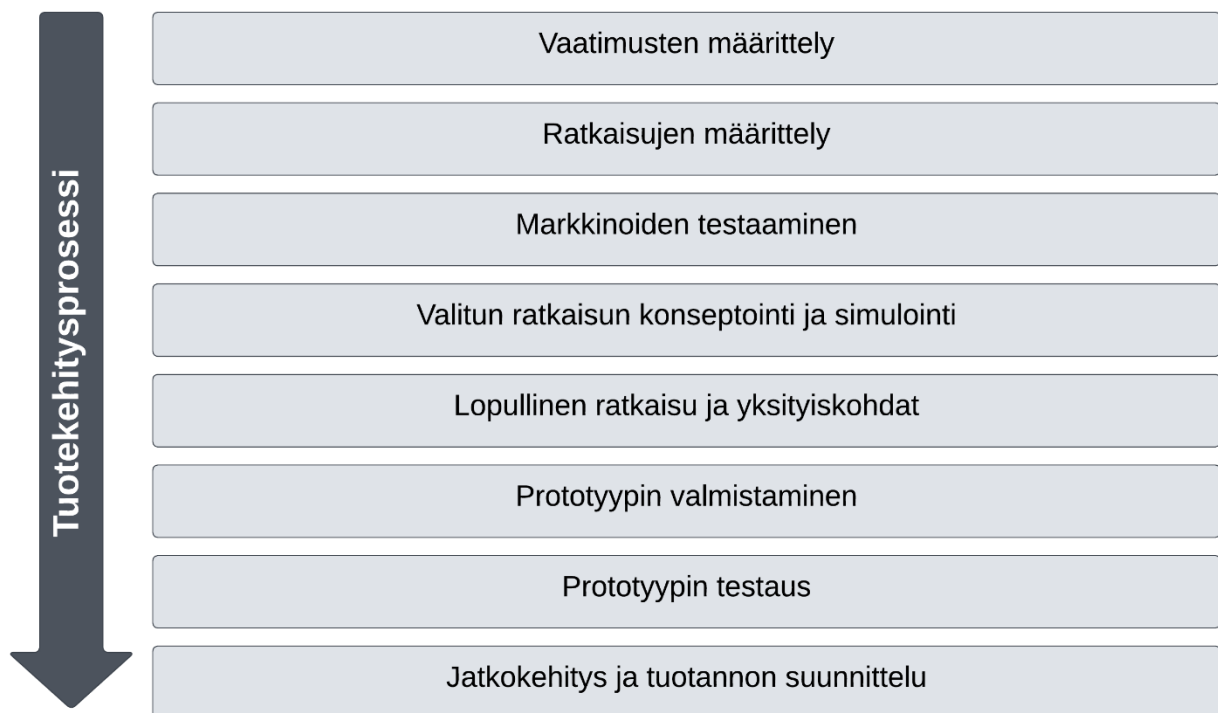 Tuotekehitysprosessi
Vaatimusten määrittely
Ratkaisujen määrittely
Markkinoiden testaaminen
Valitun ratkaisun konseptointi ja simulointi
Lopullinen ratkaisu ja yksityiskohdat
Prototyypin valmistaminen
Prototyypin testaus
Jatkokehitys ja tuotannon suunnittelu